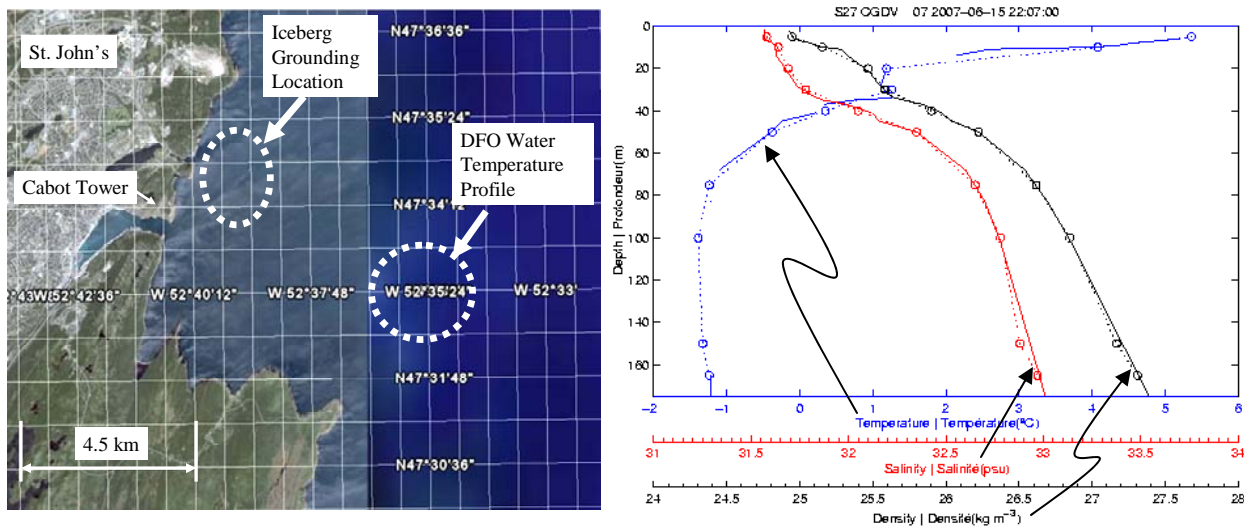 St. John's
Iceberg
Grounding
Location
N47°36'36"
N47°35'24"
DFO Water
Temperature
Profile
Cabot Tower
N47°34'12"
W 52°42'36"
W 52°40'12"
W 52°37'48"
W 52°35'24"
W 52°33'
N47°31'48"
4.5 km
N47°30'36"
S27 CGDV 07 2007-06-15 22:07:00
Depth | Profondeur(m)
0
20
40
60
80
100
120
140
160
-2
-1
0
1
2
3
4
5
6
Temperature | Température(°C)
31
31.5
32
32.5
33
33.5
34
Salinity | Salinité(psu)
24
24.5
25
25.5
26
26.5
27
27.5
28
Density | Densité(kg m⁻³)